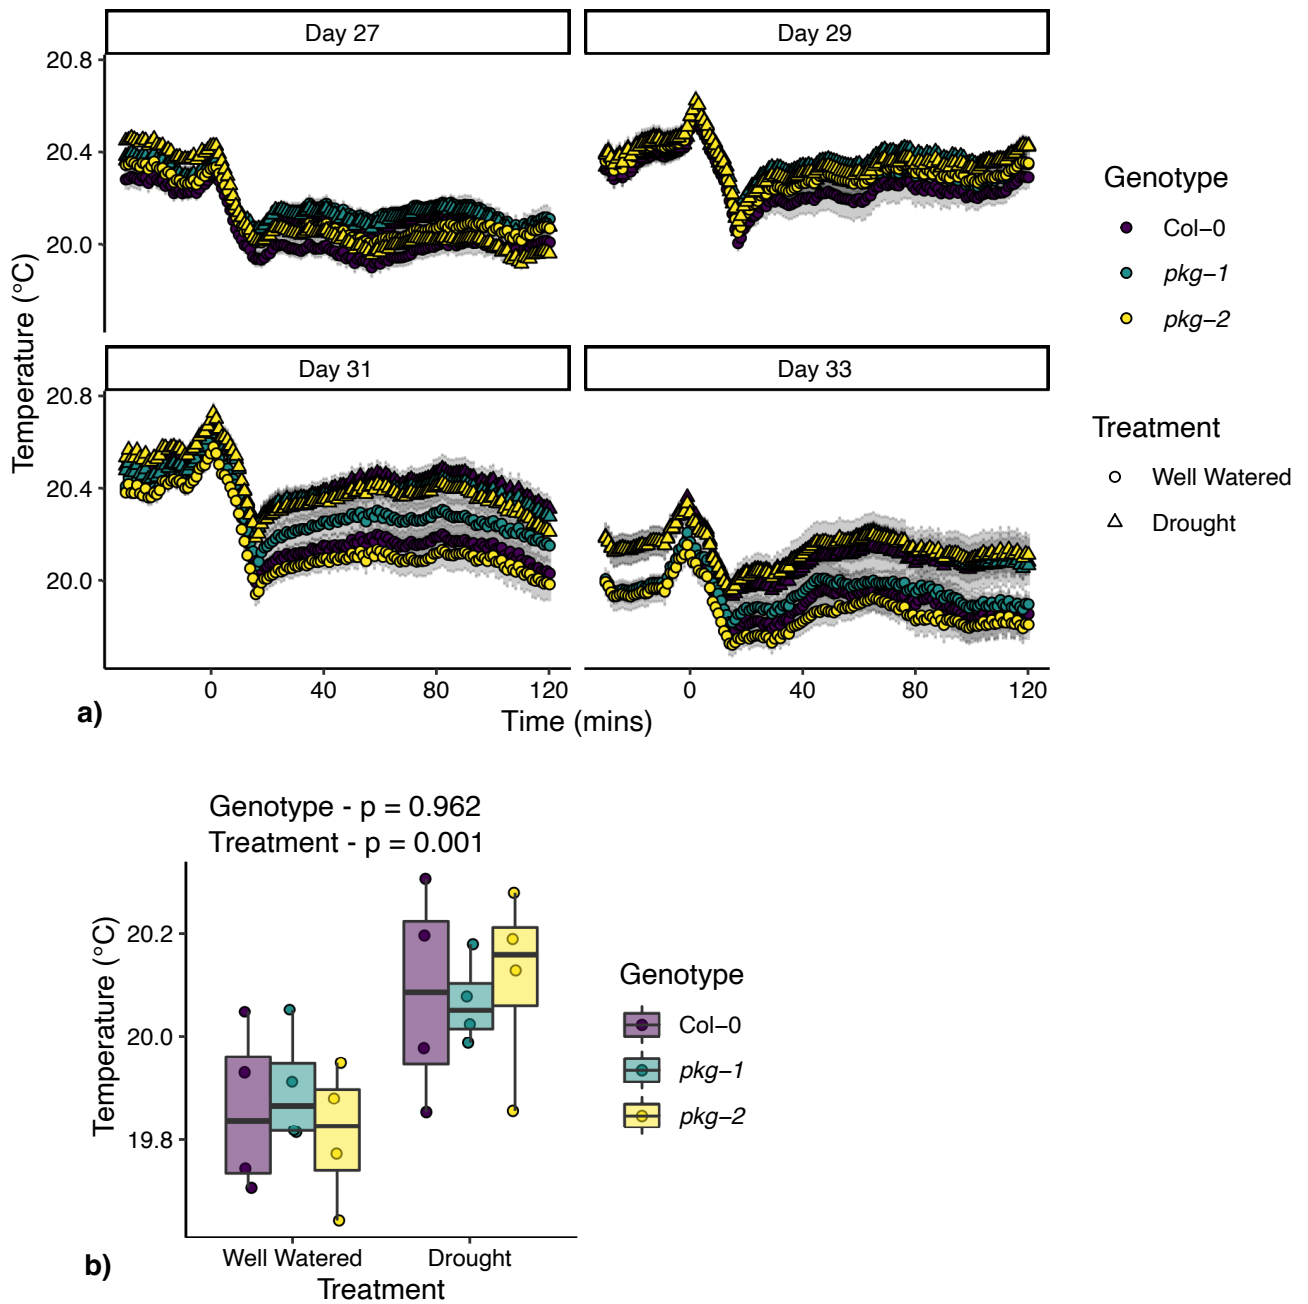 Day 27
Day 29
20.8
20.4
20.0
Day 31
Day 33
20.8
20.4
20.0
Temperature (°C)
0
40
80
120
0
40
80
120
Time (mins)
a)
Genotype
Col−0
pkg−1
pkg−2
Treatment
Well Watered
Drought
Genotype - p = 0.962
Treatment - p = 0.001
20.2
20.0
19.8
Temperature (°C)
Well Watered
Drought
Treatment
b)
Genotype
Col−0
pkg−1
pkg−2